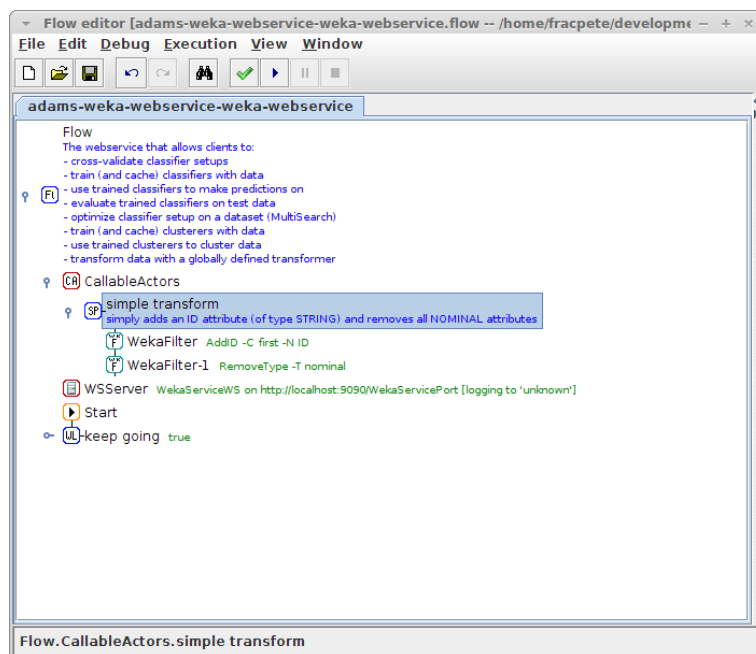 Flow editor [adams-weka-webservice-weka-webservice.flow -- /home/fracpete/developme
File Edit Debug Execution View Window
adams-weka-webservice-weka-webservice
Flow
The webservice that allows clients to:
- cross-validate classifier setups
- train (and cache) classifiers with data
- use trained classifiers to make predictions on
Fl
- evaluate trained classifiers on test data
- optimize classifier setup on a dataset (MultiSearch)
- train (and cache) clusterers with data
- use trained clusterers to cluster data
- transform data with a globally defined transformer
CA CallableActors
SP simple transform
simply adds an ID attribute (of type STRING) and removes all NOMINAL attributes
WekaFilter AddID -C first -N ID
WekaFilter-1 RemoveType -T nominal
WSServer WekaServiceWS on http://localhost:9090/WekaServicePort [logging to 'unknown']
Start
WL keep going true
Flow.CallableActors.simple transform